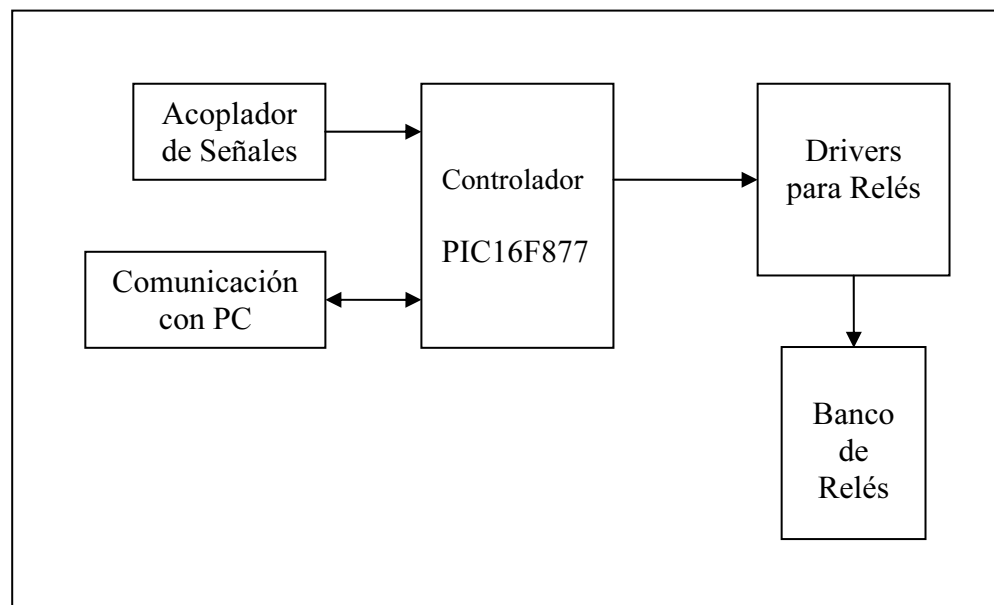 Acoplador
de Señales
Controlador
PIC16F877
Drivers
para Relés
Comunicación
con PC
Banco
de
Relés